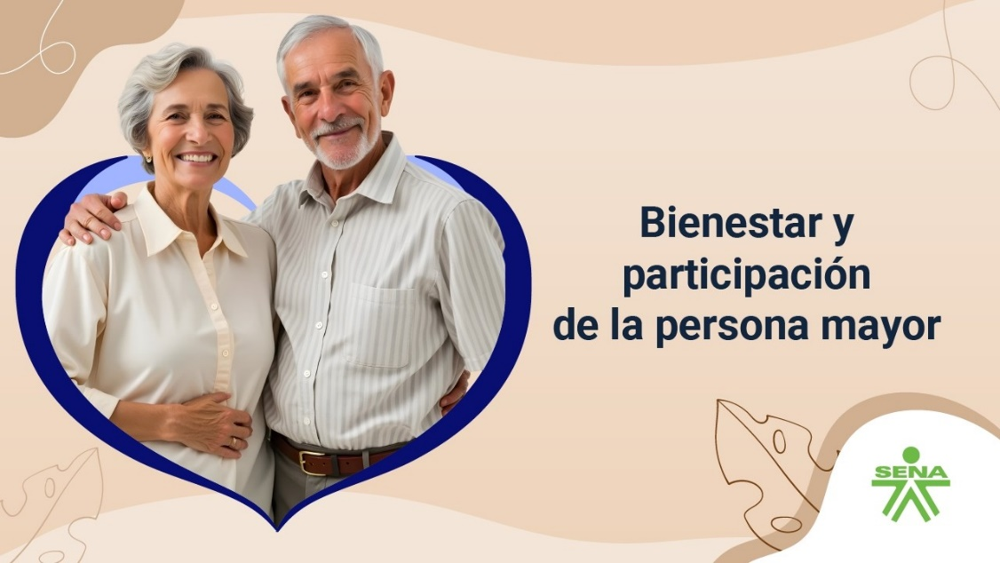 Bienestar y
participación
de la persona mayor
SENA